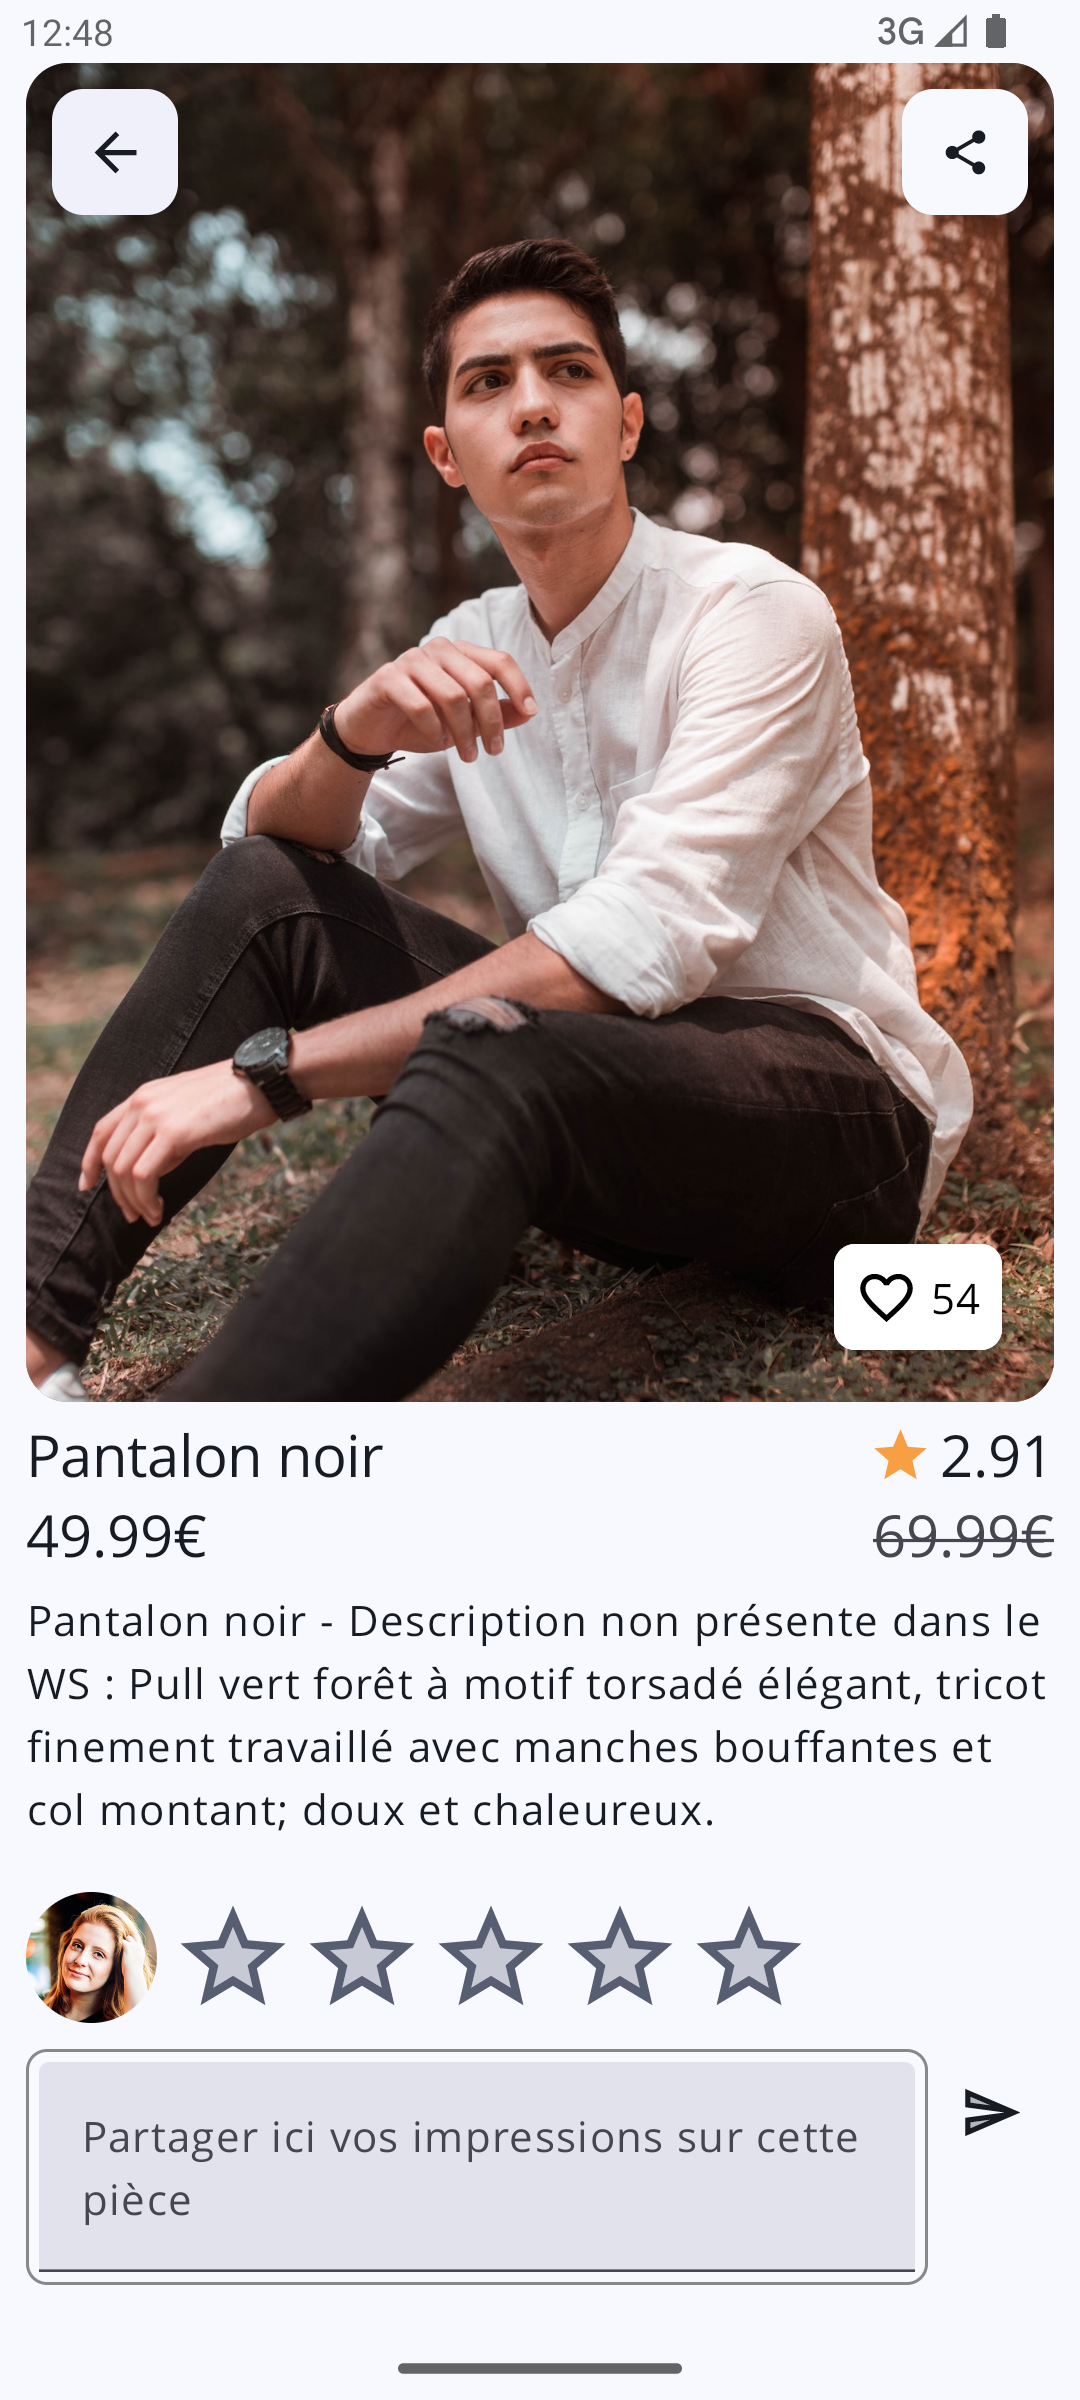 12:48
3G
54
Pantalon noir
2.91
49.99€
69.99€
Pantalon noir - Description non présente dans le
WS : Pull vert forêt à motif torsadé élégant, tricot
finement travaillé avec manches bouffantes et
col montant; doux et chaleureux.
Partager ici vos impressions sur cette
pièce